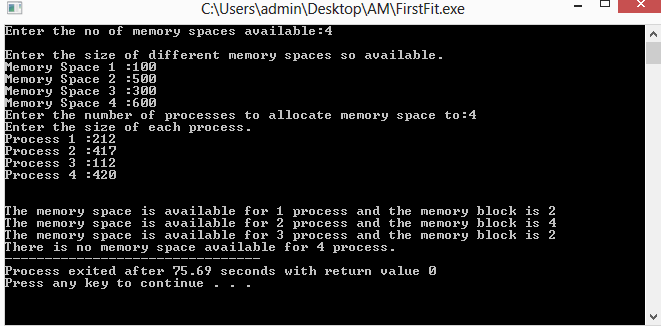 C:\Users\admin\Desktop\AM\FirstFit.exe
Enter the no of memory spaces available:4
Enter the size of different memory spaces so available.
Memory Space 1 :100
Memory Space 2 :500
Memory Space 3 :300
Memory Space 4 :600
Enter the number of processes to allocate memory space to:4
Enter the size of each process.
Process 1 :212
Process 2 :417
Process 3 :112
Process 4 :420
The memory space is available for 1 process and the memory block is 2
The memory space is available for 2 process and the memory block is 4
The memory space is available for 3 process and the memory block is 2
There is no memory space available for 4 process.
--------------------------------
Process exited after 75.69 seconds with return value 0
Press any key to continue . . .